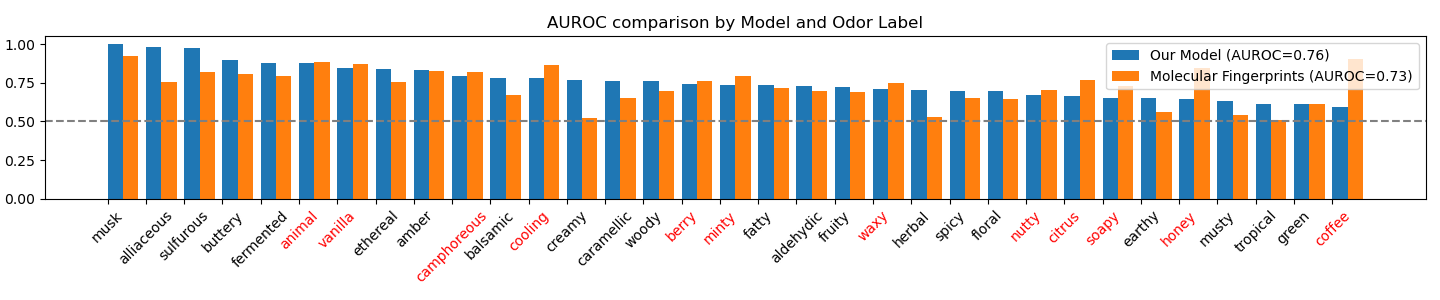 AUROC comparison by Model and Odor Label
1.00
0.75
0.50
0.25
0.00
Our Model (AUROC=0.76)
Molecular Fingerprints (AUROC=0.73)
musk
alliaceous
sulfurous
buttery
fermented
animal
vanilla
ethereal
amber
camphoreous
balsamic
cooling
creamy
caramellic
woody
berry
minty
fatty
aldehydic
fruity
waxy
herbal
spicy
floral
nutty
citrus
soapy
earthy
honey
musty
tropical
green
coffee